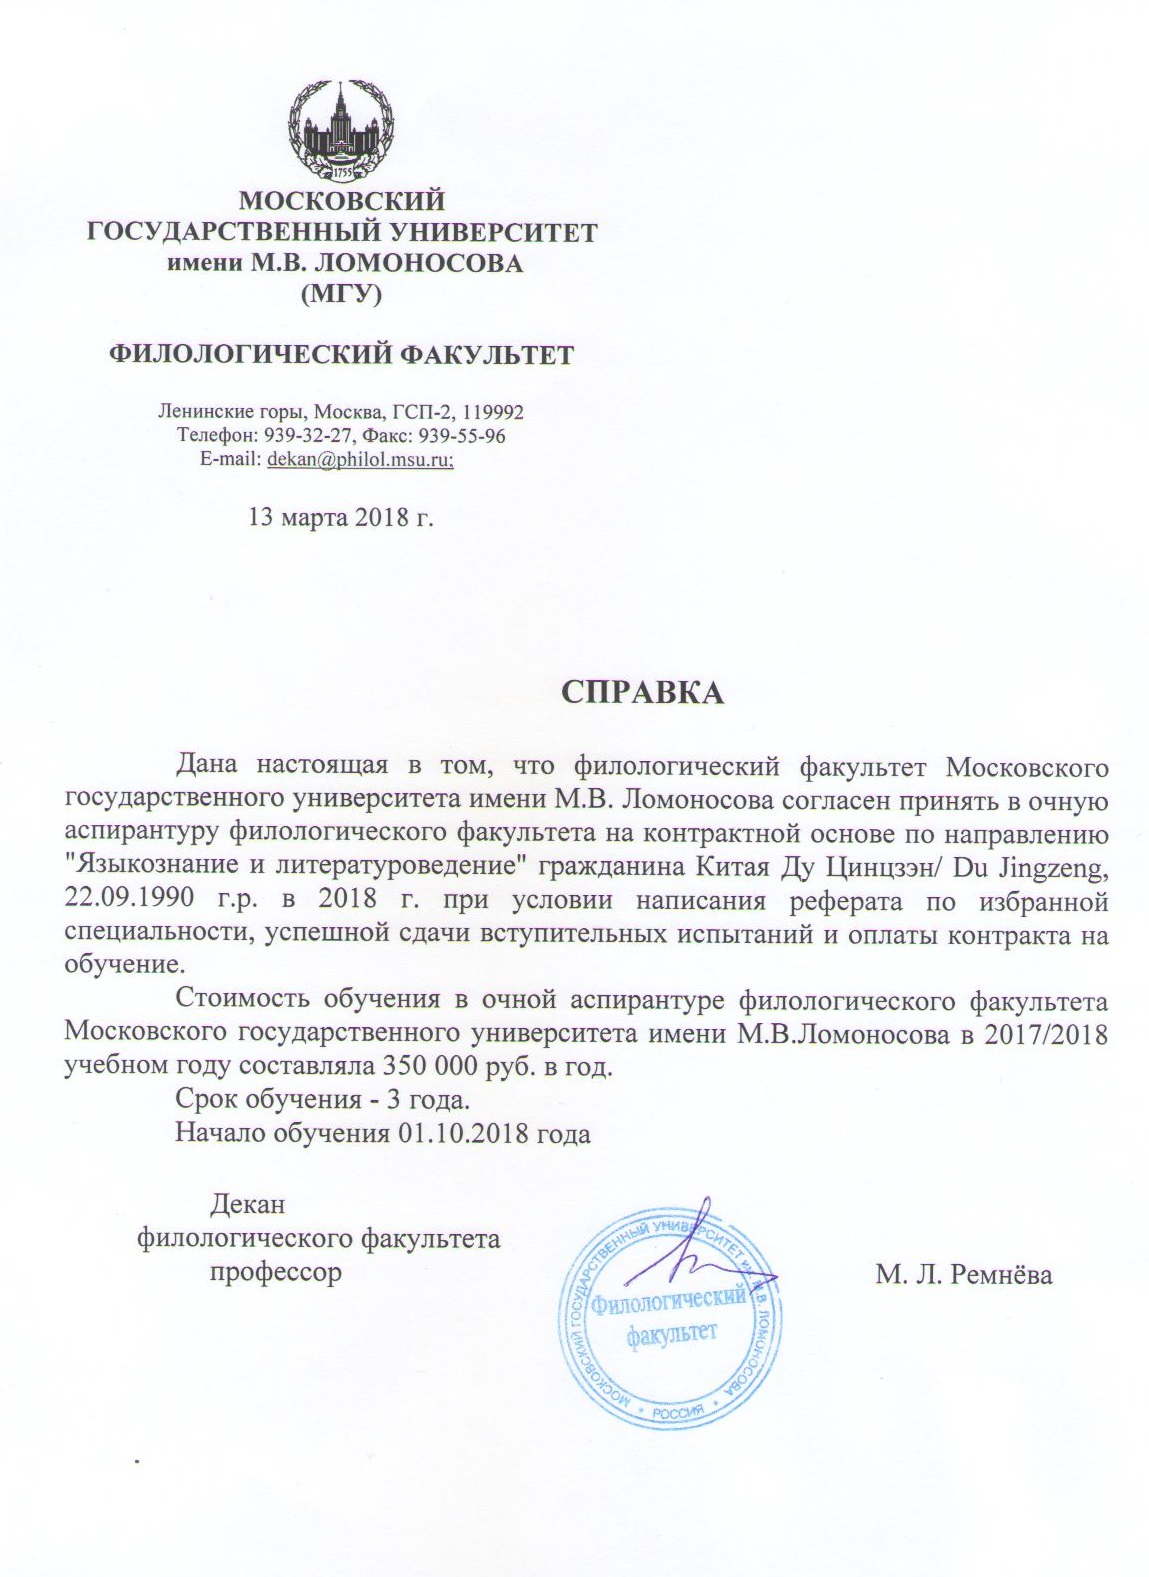 1755
МОСКОВСКИЙ
ГОСУДАРСТВЕННЫЙ УНИВЕРСИТЕТ
имени М.В. ЛОМОНОСОВА
(МГУ)
ФИЛОЛОГИЧЕСКИЙ ФАКУЛЬТЕТ
Ленинские горы, Москва, ГСП-2, 119992
Телефон: 939-32-27, Факс: 939-55-96
E-mail: dekan@philol.msu.ru;
13 марта 2018 г.
СПРАВКА
Дана настоящая в том, что филологический факультет Московского
государственного университета имени М.В. Ломоносова согласен принять в очную
аспирантуру филологического факультета на контрактной основе по направлению
"Языкознание и литературоведение" гражданина Китая Ду Цинцзэн/ Du Jingzeng,
22.09.1990 г.р. в 2018 г. при условии написания реферата по избранной
специальности, успешной сдачи вступительных испытаний и оплаты контракта на
обучение.
Стоимость обучения в очной аспирантуре филологического факультета
Московского государственного университета имени М.В.Ломоносова в 2017/2018
учебном году составляла 350 000 руб. в год.
Срок обучения - 3 года.
Начало обучения 01.10.2018 года
Декан
филологического факультета
профессор
М. Л. Ремнёва
МОСКОВСКИЙ ГОСУДАРСТВЕННЫЙ УНИВЕРСИТЕТ им. М.В. ЛОМОНОСОВА
Филологический
факультет
* РОССИЯ *